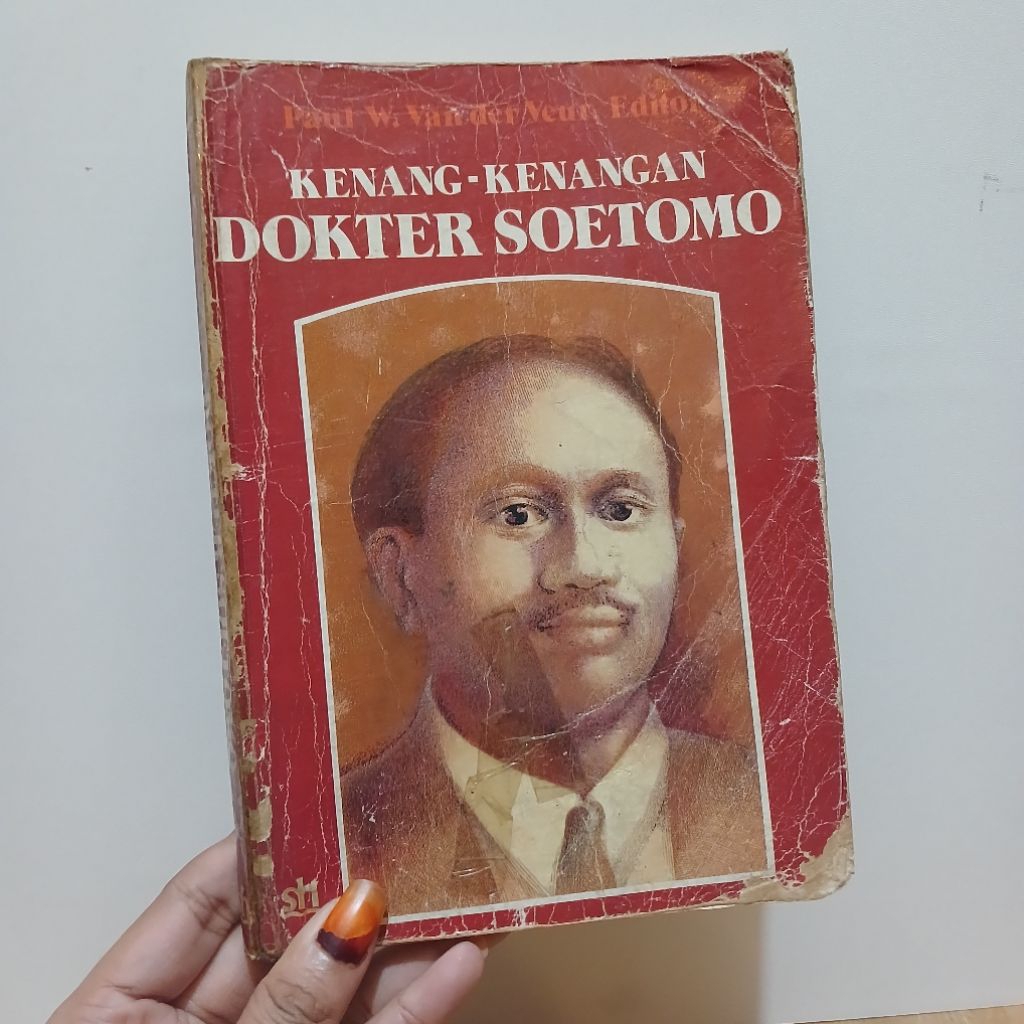 Paul W. Van der Veur, Editor
KENANG-KENANGAN
DOKTER SOETOMO
sh